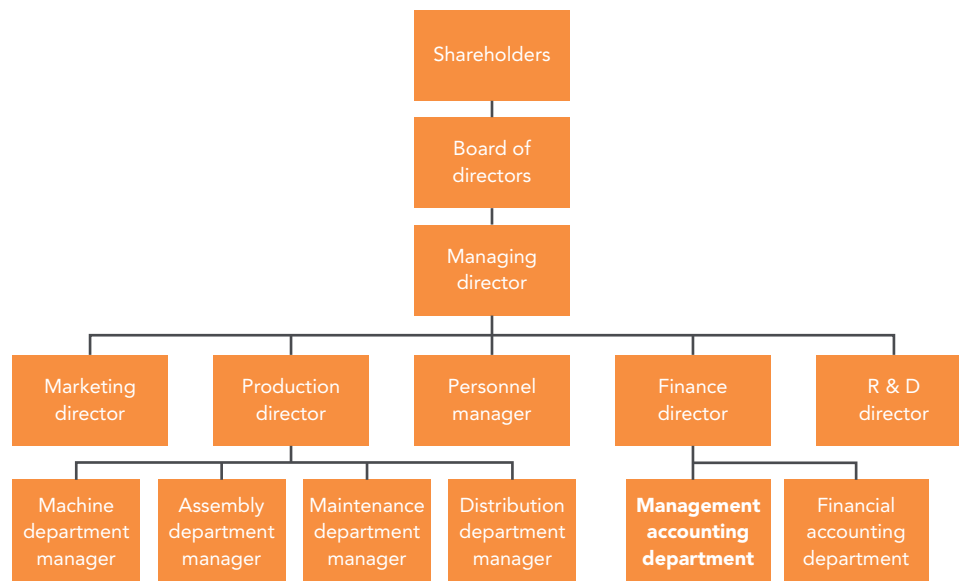 Shareholders
Board of
directors
Managing
director
Marketing
director
Production
director
Personnel
manager
Finance
director
R & D
director
Machine
department
manager
Assembly
department
manager
Maintenance
department
manager
Distribution
department
manager
Management
accounting
department
Financial
accounting
department